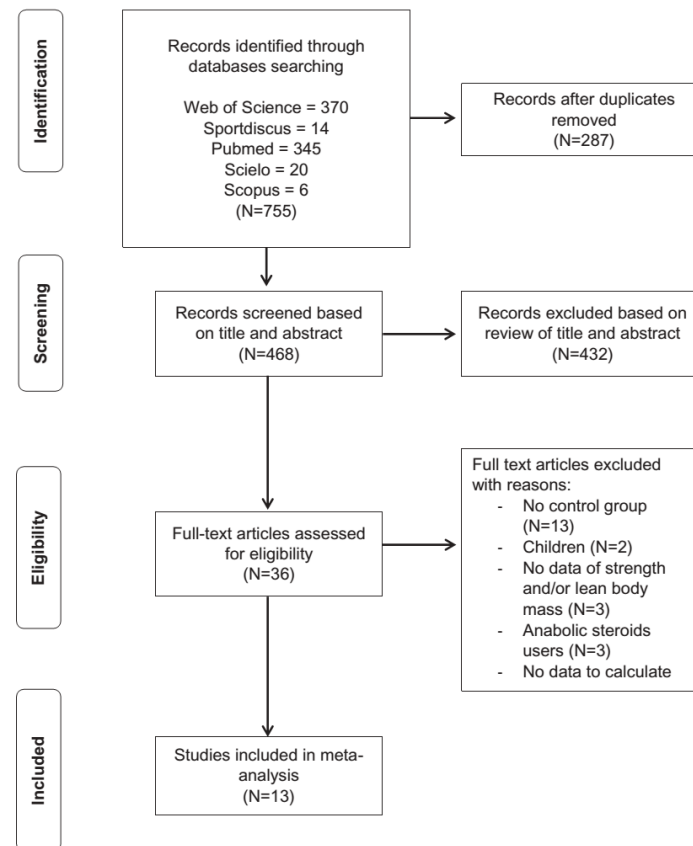 Identification
Records identified through
databases searching
Web of Science = 370
Sportdiscus = 14
Pubmed = 345
Scielo = 20
Scopus = 6
(N=755)
Records after duplicates
removed
(N=287)
Screening
Records screened based
on title and abstract
(N=468)
Records excluded based on
review of title and abstract
(N=432)
Eligibility
Full-text articles assessed
for eligibility
(N=36)
Full text articles excluded
with reasons:
- No control group
(N=13)
- Children (N=2)
- No data of strength
and/or lean body
mass (N=3)
- Anabolic steroids
users (N=3)
- No data to calculate
Included
Studies included in meta-
analysis
(N=13)